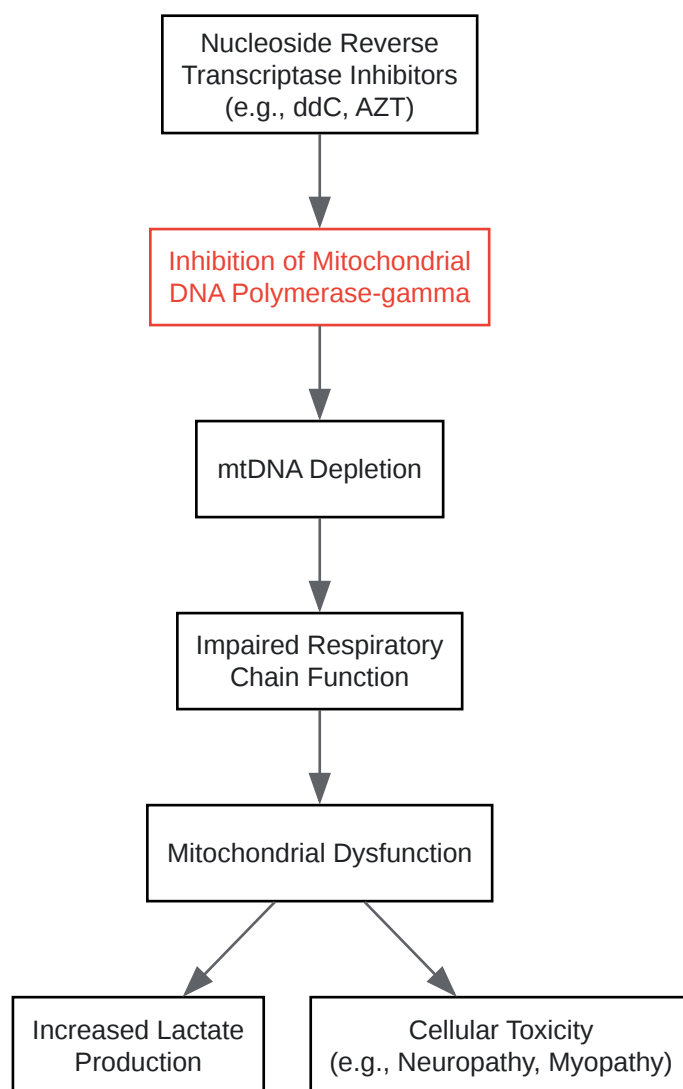 Nucleoside Reverse
Transcriptase Inhibitors
(e.g., ddC, AZT)
Inhibition of Mitochondrial
DNA Polymerase-gamma
mtDNA Depletion
Impaired Respiratory
Chain Function
Mitochondrial Dysfunction
Increased Lactate
Production
Cellular Toxicity
(e.g., Neuropathy, Myopathy)